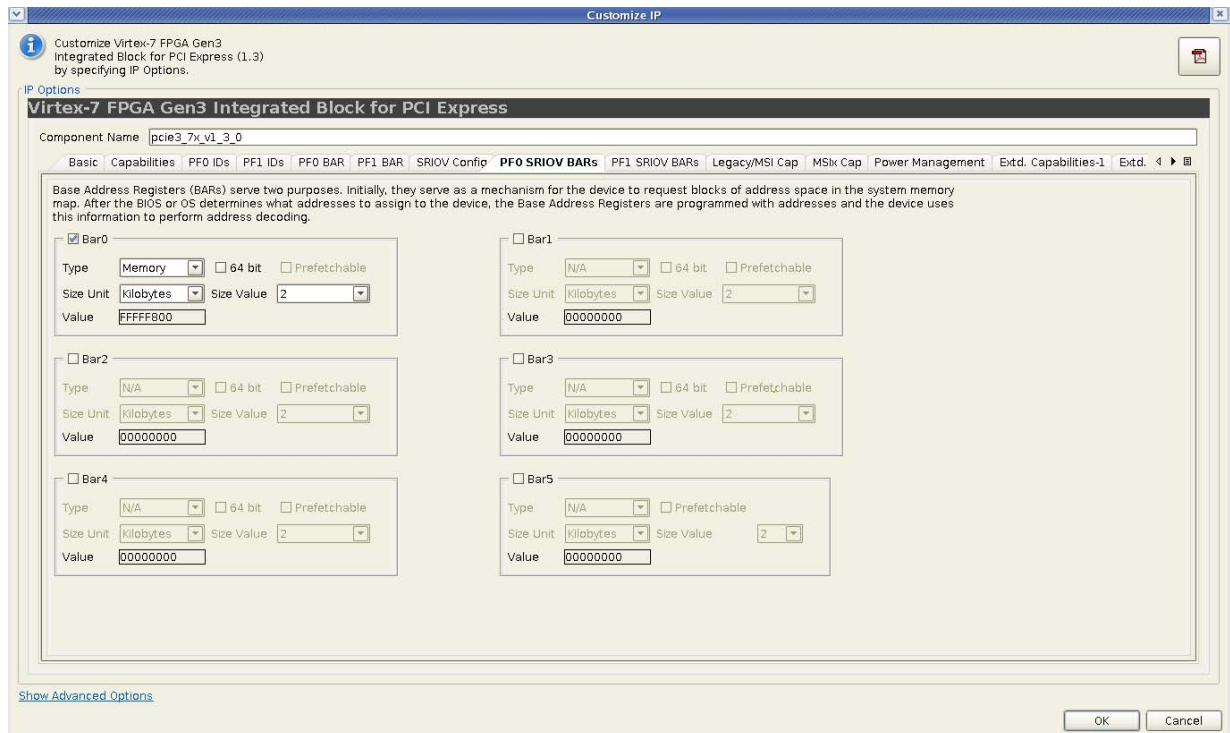 Customize IP
Customize Virtex-7 FPGA Gen3
Integrated Block for PCI Express (1.3)
by specifying IP Options.
IP Options
Virtex-7 FPGA Gen3 Integrated Block for PCI Express
Component Name pcie3_7x_v1_3_0
Basic Capabilities PF0 IDs PF1 IDs PF0 BAR PF1 BAR SRIOV Config PF0 SRIOV BARs PF1 SRIOV BARs Legacy/MSI Cap MSIx Cap Power Management Extd. Capabilities-1 Extd.
Base Address Registers (BARs) serve two purposes. Initially, they serve as a mechanism for the device to request blocks of address space in the system memory
map. After the BIOS or OS determines what addresses to assign to the device, the Base Address Registers are programmed with addresses and the device uses
this information to perform address decoding.
Bar0
Type Memory 64 bit Prefetchable
Size Unit Kilobytes Size Value 2
Value FFFFF800
Bar1
Type N/A 64 bit Prefetchable
Size Unit Kilobytes Size Value 2
Value 00000000
Bar2
Type N/A 64 bit Prefetchable
Size Unit Kilobytes Size Value 2
Value 00000000
Bar3
Type N/A 64 bit Prefetchable
Size Unit Kilobytes Size Value 2
Value 00000000
Bar4
Type N/A 64 bit Prefetchable
Size Unit Kilobytes Size Value 2
Value 00000000
Bar5
Type N/A Prefetchable
Size Unit Kilobytes Size Value 2
Value 00000000
Show Advanced Options
OK Cancel